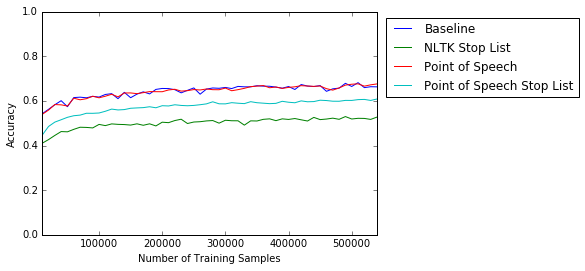 1.0
0.8
0.6
0.4
0.2
0.0
Accuracy
100000 200000 300000 400000 500000
Number of Training Samples
Baseline
NLTK Stop List
Point of Speech
Point of Speech Stop List